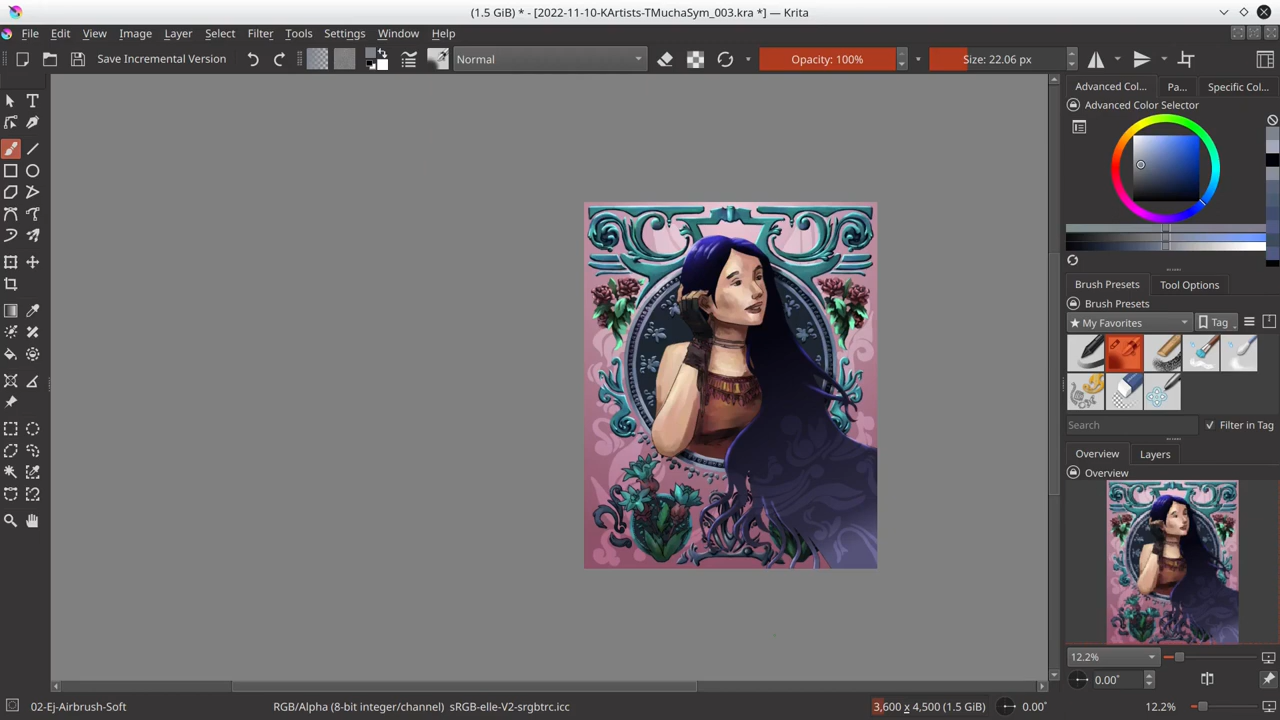 (1.5 GiB) * - [2022-11-10-KArtists-TMuchaSym_003.kra *] — Krita
File Edit View Image Layer Select Filter Tools Settings Window Help
Save Incremental Version Normal Opacity: 100% Size: 22.06 px
Advanced Col... Pa... Specific Col...
Advanced Color Selector
Brush Presets Tool Options
Brush Presets
★ My Favorites Tag
Search Filter in Tag
Overview Layers
Overview
12.2%
0.00°
02-Ej-Airbrush-Soft RGB/Alpha (8-bit integer/channel) sRGB-elle-V2-srgbtrc.icc 3,600 x 4,500 (1.5 GiB) 0.00° 12.2%